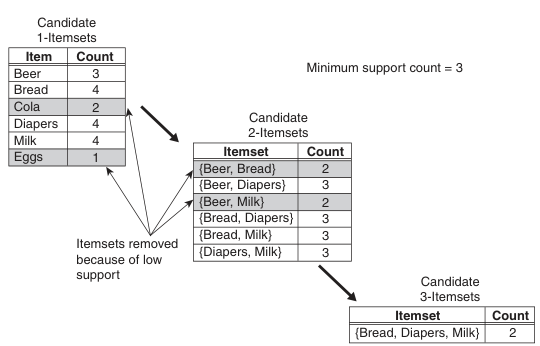 Candidate
1-Itemsets
Item Count
Beer 3
Bread 4
Cola 2
Diapers 4
Milk 4
Eggs 1
Minimum support count = 3
Candidate
2-Itemsets
Itemset Count
{Beer, Bread} 2
{Beer, Diapers} 3
{Beer, Milk} 2
{Bread, Diapers} 3
{Bread, Milk} 3
{Diapers, Milk} 3
Itemsets removed
because of low
support
Candidate
3-Itemsets
Itemset Count
{Bread, Diapers, Milk} 2